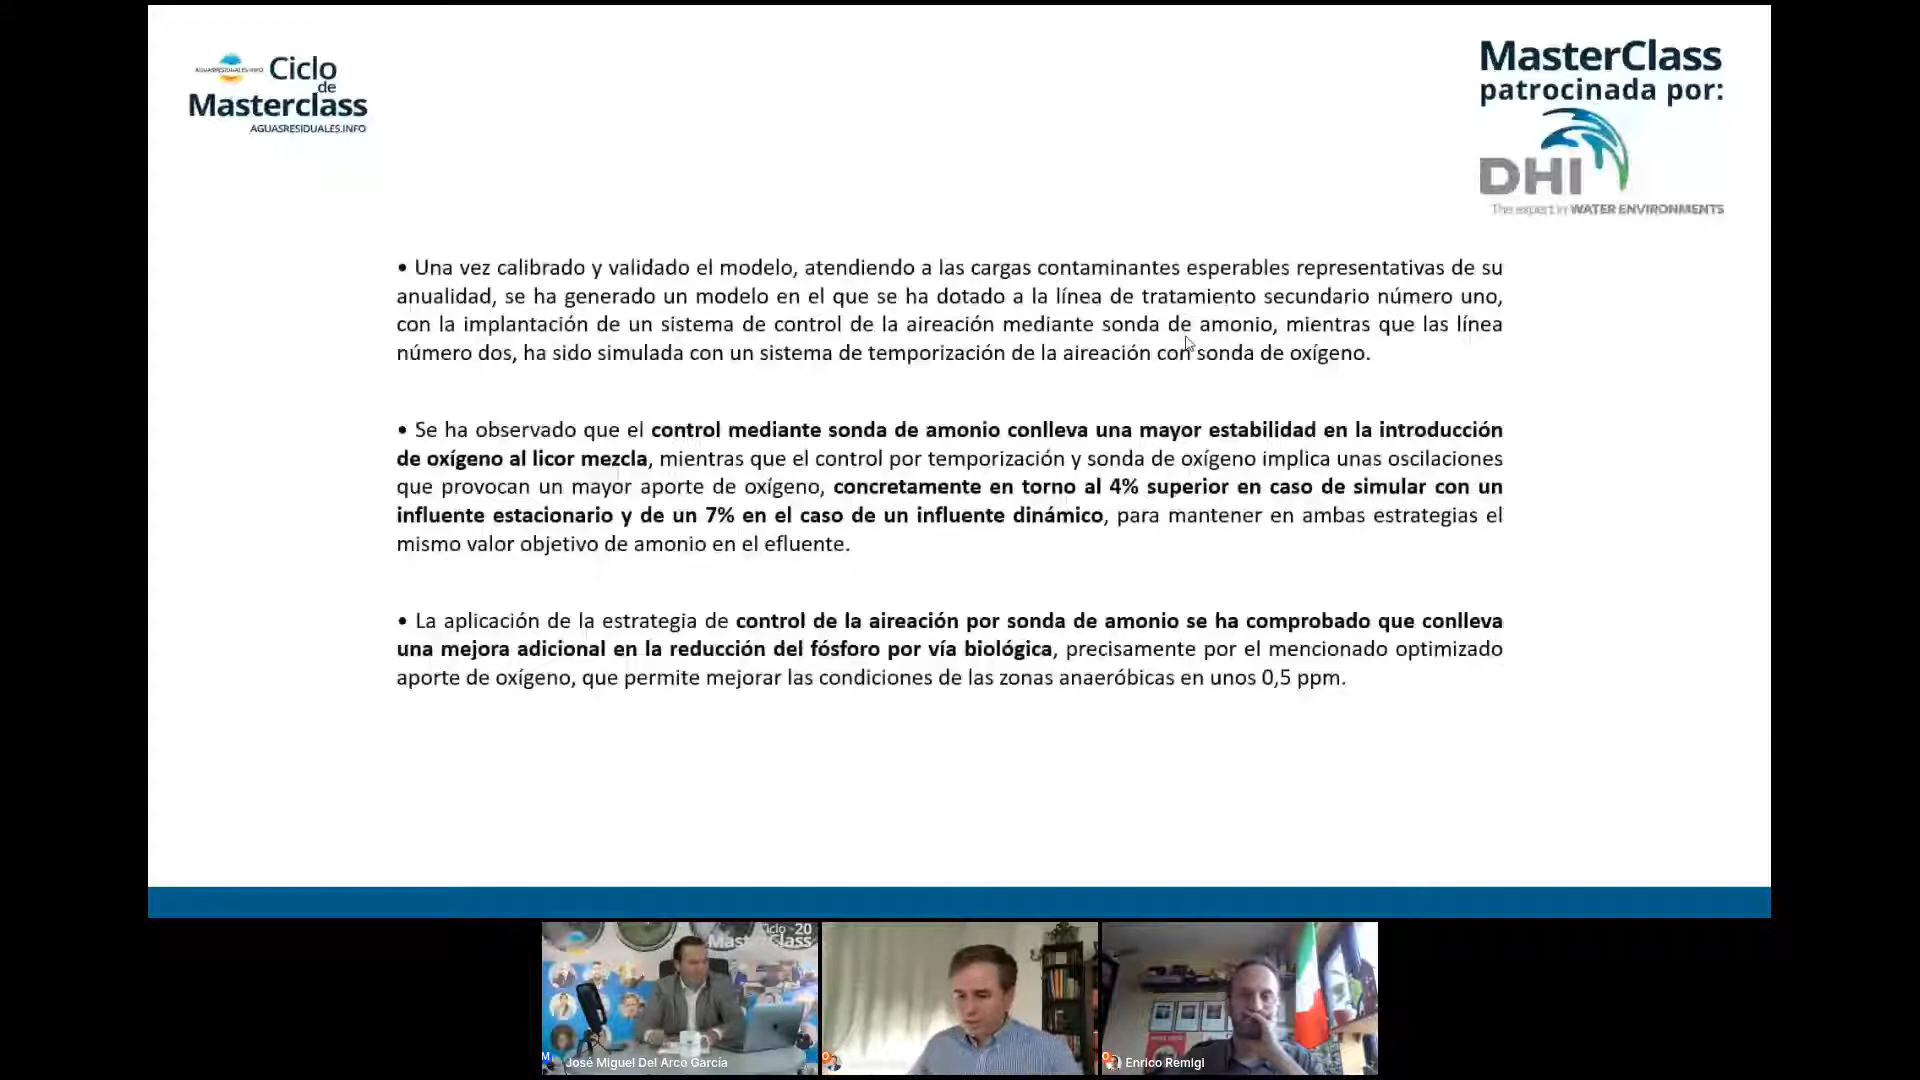 AGUASRESIDUALES.INFO
Ciclo
de
Masterclass
AGUASRESIDUALES.INFO
MasterClass
patrocinada por:
DHI
The expert in WATER ENVIRONMENTS
• Una vez calibrado y validado el modelo, atendiendo a las cargas contaminantes esperables representativas de su
anualidad, se ha generado un modelo en el que se ha dotado a la línea de tratamiento secundario número uno,
con la implantación de un sistema de control de la aireación mediante sonda de amonio, mientras que las línea
número dos, ha sido simulada con un sistema de temporización de la aireación con sonda de oxígeno.
• Se ha observado que el control mediante sonda de amonio conlleva una mayor estabilidad en la introducción
de oxígeno al licor mezcla, mientras que el control por temporización y sonda de oxígeno implica unas oscilaciones
que provocan un mayor aporte de oxígeno, concretamente en torno al 4% superior en caso de simular con un
influente estacionario y de un 7% en el caso de un influente dinámico, para mantener en ambas estrategias el
mismo valor objetivo de amonio en el efluente.
• La aplicación de la estrategia de control de la aireación por sonda de amonio se ha comprobado que conlleva
una mejora adicional en la reducción del fósforo por vía biológica, precisamente por el mencionado optimizado
aporte de oxígeno, que permite mejorar las condiciones de las zonas anaeróbicas en unos 0,5 ppm.
Ciclo 20
MasterClass
José Miguel Del Arco García
Enrico Remigi